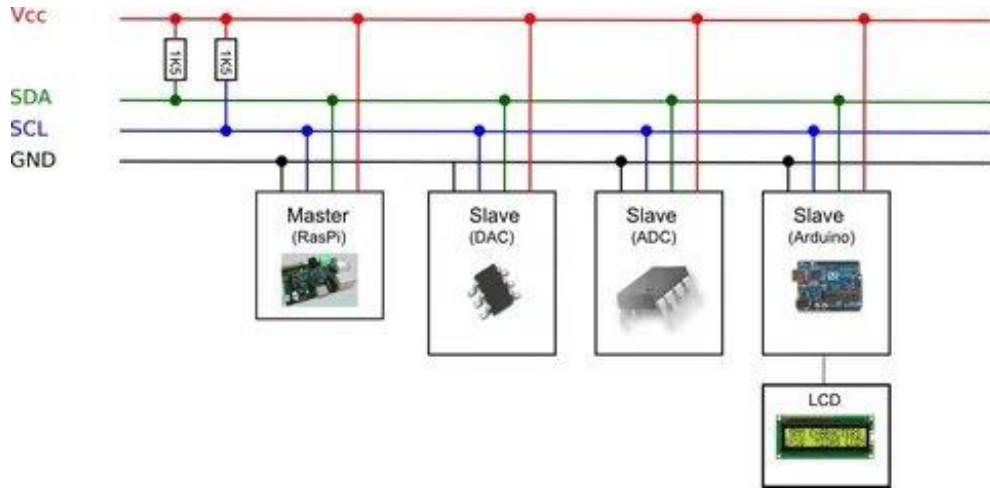 Vcc
1K5 1K5
SDA
SCL
GND
Master
(RasPi)
Slave
(DAC)
Slave
(ADC)
Slave
(Arduino)
LCD